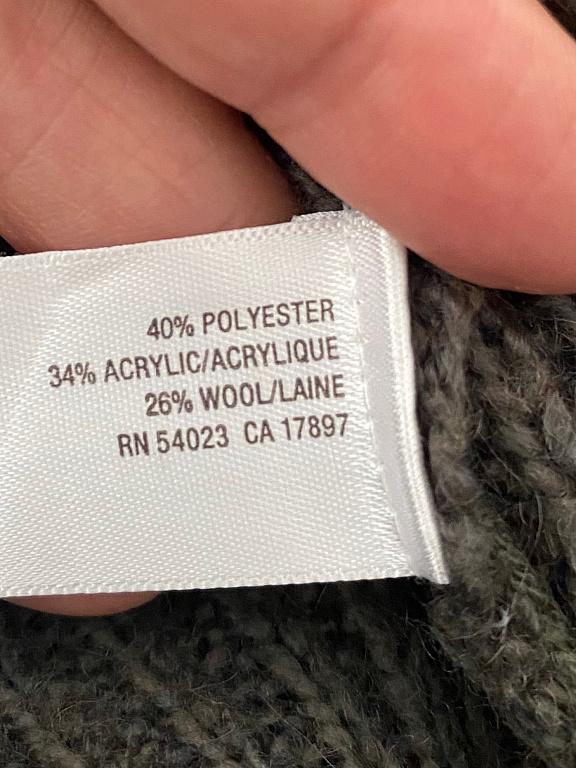 40% POLYESTER
34% ACRYLIC/ACRYLIQUE
26% WOOL/LAINE
RN 54023 CA 17897